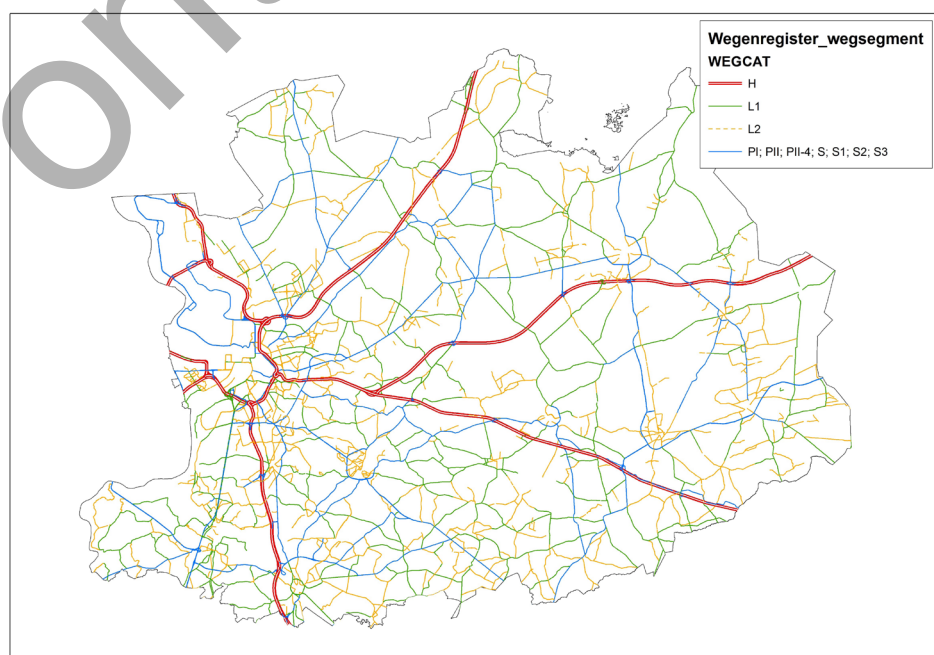 Wegenregister_wegsegment
WEGCAT
H
L1
L2
PI; PII; PII-4; S; S1; S2; S3